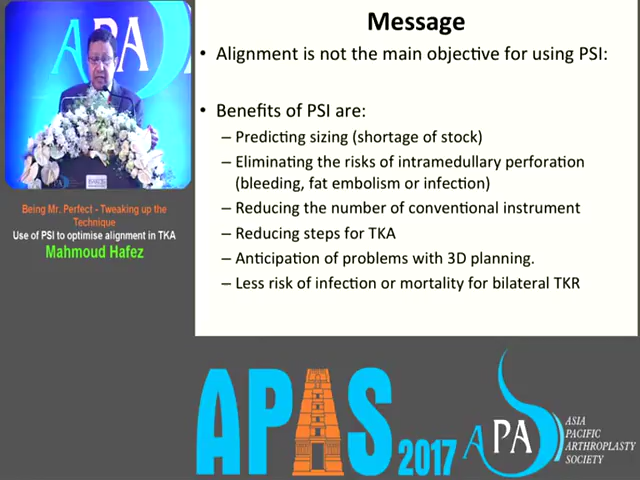 Message
• Alignment is not the main objective for using PSI:
• Benefits of PSI are:
– Predicting sizing (shortage of stock)
– Eliminating the risks of intramedullary perforation
(bleeding, fat embolism or infection)
– Reducing the number of conventional instrument
– Reducing steps for TKA
– Anticipation of problems with 3D planning.
– Less risk of infection or mortality for bilateral TKR
APA
Being Mr. Perfect - Tweaking up the
Technique
Use of PSI to optimise alignment in TKA
Mahmoud Hafez
APAS 2017
APA
ASIA
PACIFIC
ARTHROPLASTY
SOCIETY